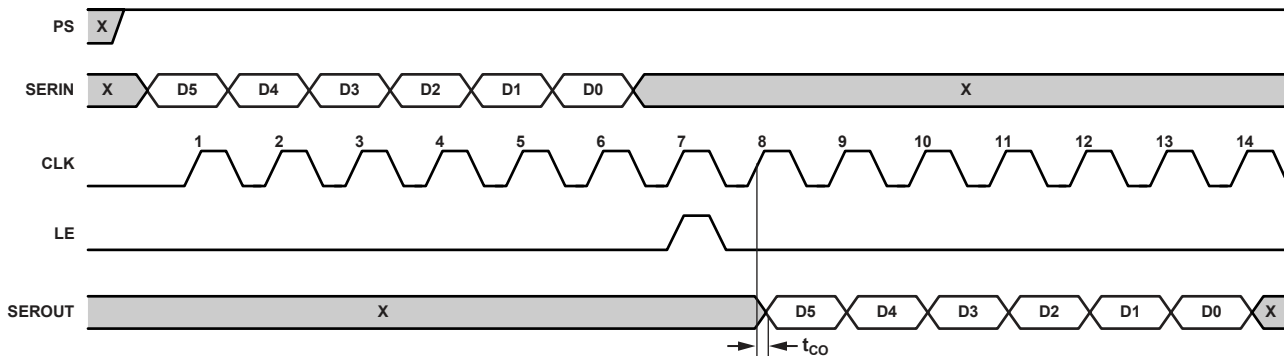 PS X
SERIN X D5 D4 D3 D2 D1 D0 X
1 2 3 4 5 6 7 8 9 10 11 12 13 14
CLK
LE
SEROUT X D5 D4 D3 D2 D1 D0 X
tCO